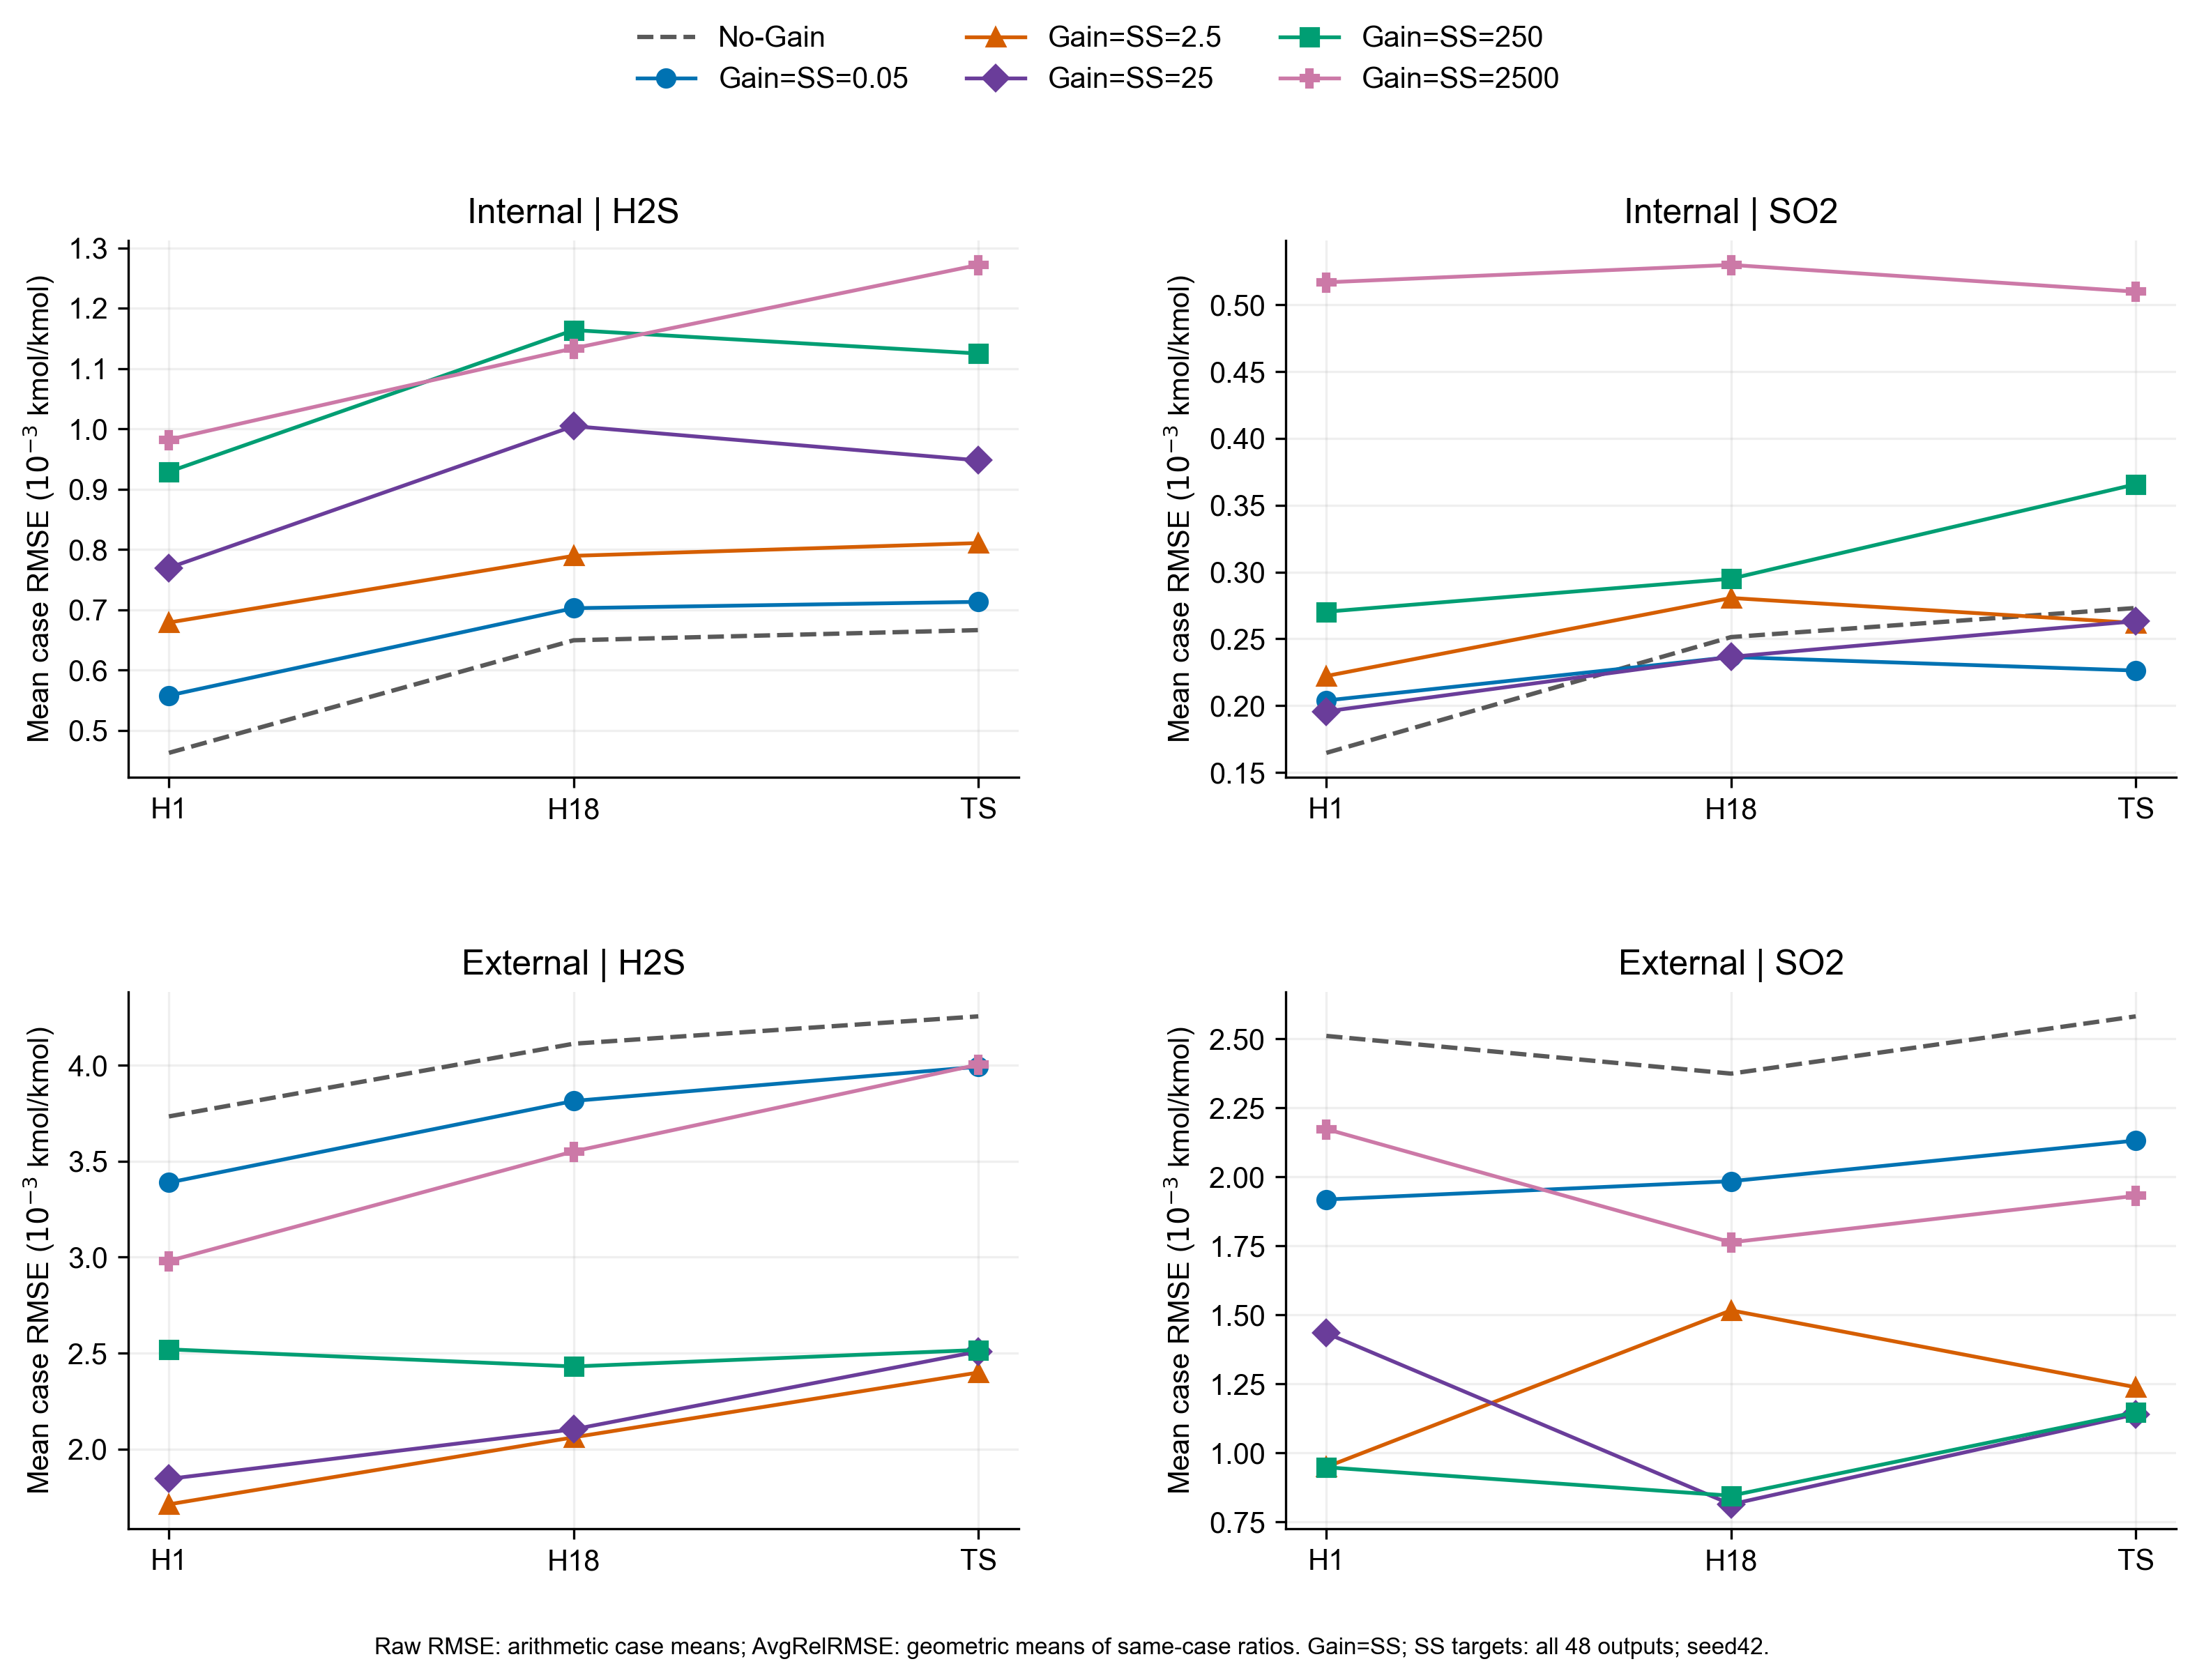 No-Gain
Gain=SS=0.05
Gain=SS=2.5
Gain=SS=25
Gain=SS=250
Gain=SS=2500
Internal | H2S
Mean case RMSE (10⁻³ kmol/kmol)
1.3
1.2
1.1
1.0
0.9
0.8
0.7
0.6
0.5
H1
H18
TS
Internal | SO2
Mean case RMSE (10⁻³ kmol/kmol)
0.50
0.45
0.40
0.35
0.30
0.25
0.20
0.15
H1
H18
TS
External | H2S
Mean case RMSE (10⁻³ kmol/kmol)
4.0
3.5
3.0
2.5
2.0
H1
H18
TS
External | SO2
Mean case RMSE (10⁻³ kmol/kmol)
2.50
2.25
2.00
1.75
1.50
1.25
1.00
0.75
H1
H18
TS
Raw RMSE: arithmetic case means; AvgRelRMSE: geometric means of same-case ratios. Gain=SS; SS targets: all 48 outputs; seed42.